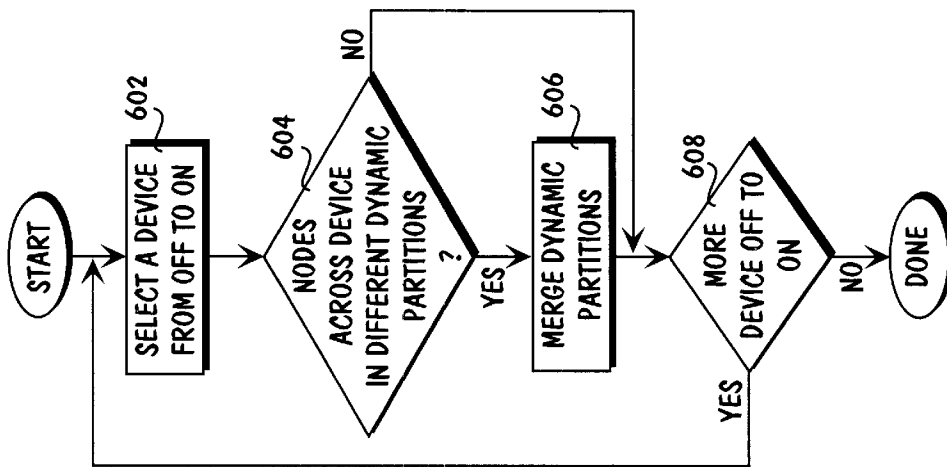 START
602
SELECT A DEVICE
FROM OFF TO ON
604
NODES
ACROSS DEVICE
IN DIFFERENT DYNAMIC
PARTITIONS
?
NO
YES
606
MERGE DYNAMIC
PARTITIONS
608
MORE
DEVICE OFF TO
ON
YES
NO
DONE